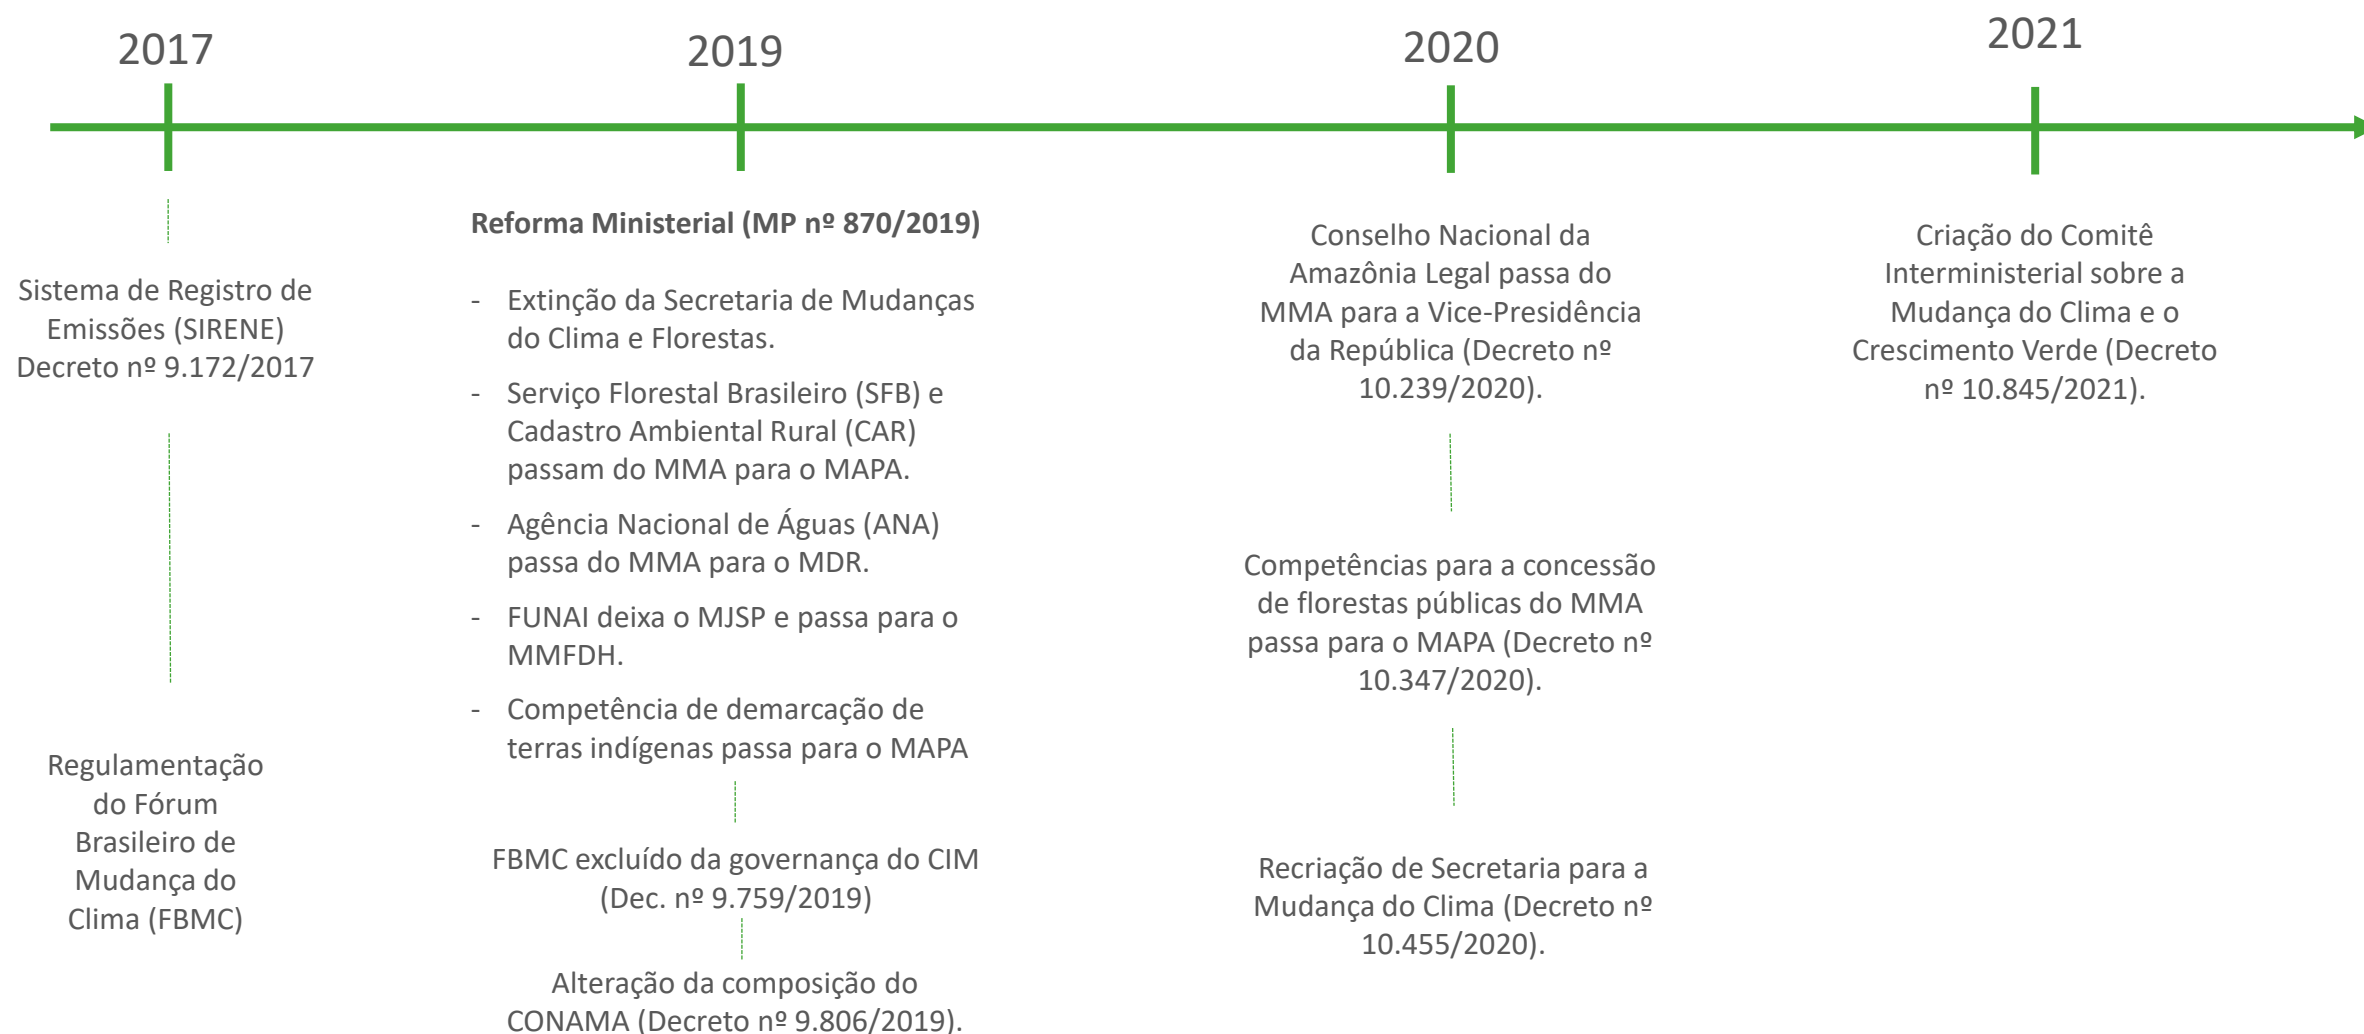 2017
Sistema de Registro de
Emissões (SIRENE)
Decreto nº 9.172/2017
Regulamentação
do Fórum
Brasileiro de
Mudança do
Clima (FBMC)
2019
Reforma Ministerial (MP nº 870/2019)
- Extinção da Secretaria de Mudanças
do Clima e Florestas.
- Serviço Florestal Brasileiro (SFB) e
Cadastro Ambiental Rural (CAR)
passam do MMA para o MAPA.
- Agência Nacional de Águas (ANA)
passa do MMA para o MDR.
- FUNAI deixa o MJSP e passa para o
MMFDH.
- Competência de demarcação de
terras indígenas passa para o MAPA
FBMC excluído da governança do CIM
(Dec. nº 9.759/2019)
Alteração da composição do
CONAMA (Decreto nº 9.806/2019).
2020
Conselho Nacional da
Amazônia Legal passa do
MMA para a Vice-Presidência
da República (Decreto nº
10.239/2020).
Competências para a concessão
de florestas públicas do MMA
passa para o MAPA (Decreto nº
10.347/2020).
Recriação de Secretaria para a
Mudança do Clima (Decreto nº
10.455/2020).
2021
Criação do Comitê
Interministerial sobre a
Mudança do Clima e o
Crescimento Verde (Decreto
nº 10.845/2021).